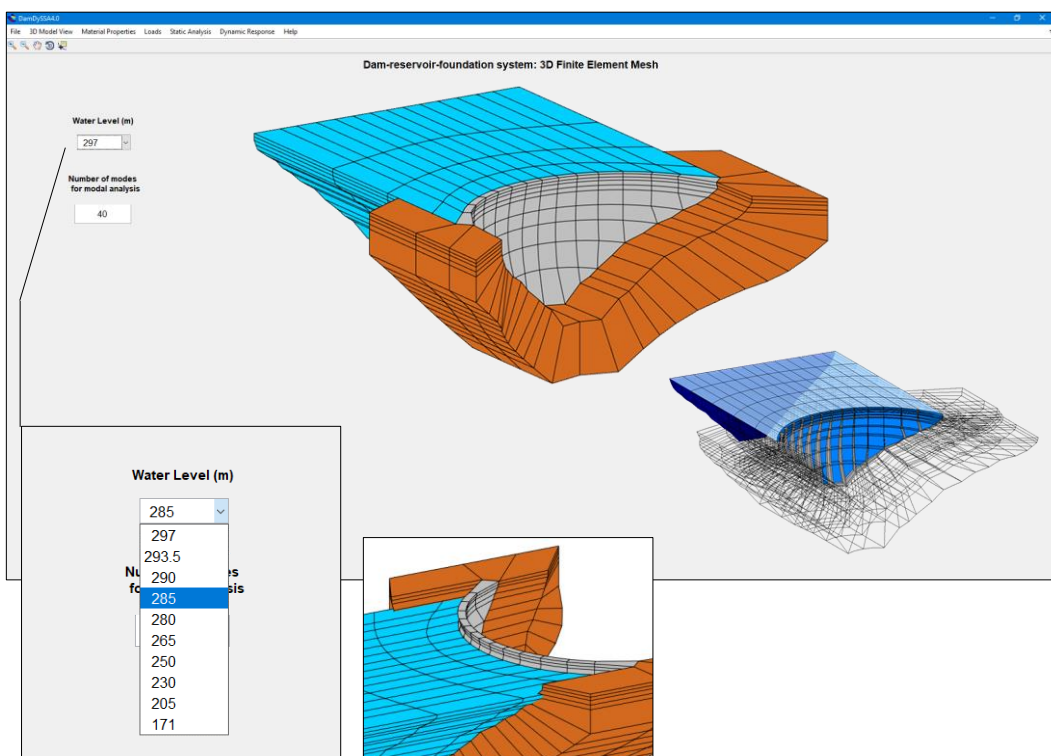 DamDySSA4.0
File 3D Model View Material Properties Loads Static Analysis Dynamic Response Help
Dam-reservoir-foundation system: 3D Finite Element Mesh
Water Level (m)
297
Number of modes
for modal analysis
40
Water Level (m)
285
297
293.5
290
285
280
265
250
230
205
171